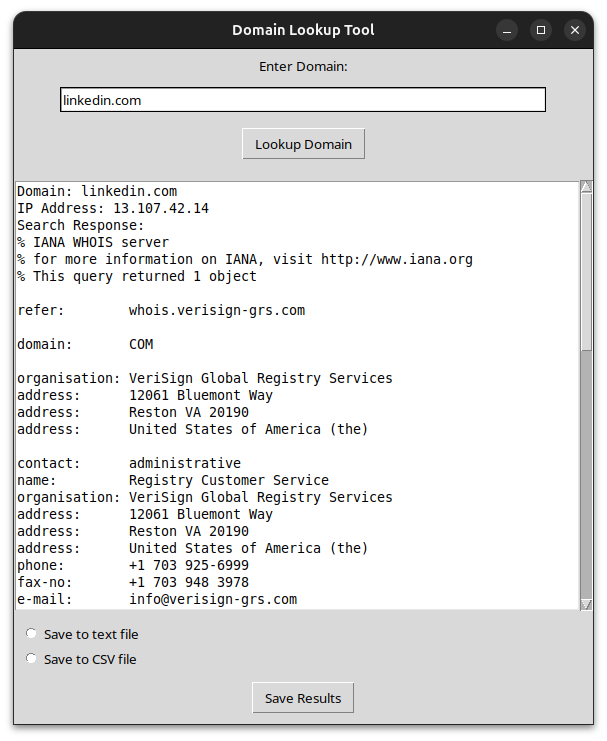 Domain Lookup Tool
Enter Domain:
linkedin.com
Lookup Domain
Domain: linkedin.com
IP Address: 13.107.42.14
Search Response:
% IANA WHOIS server
% for more information on IANA, visit http://www.iana.org
% This query returned 1 object
refer:        whois.verisign-grs.com
domain:       COM
organisation: VeriSign Global Registry Services
address:      12061 Bluemont Way
address:      Reston VA 20190
address:      United States of America (the)
contact:      administrative
name:         Registry Customer Service
organisation: VeriSign Global Registry Services
address:      12061 Bluemont Way
address:      Reston VA 20190
address:      United States of America (the)
phone:        +1 703 925-6999
fax-no:       +1 703 948 3978
e-mail:       info@verisign-grs.com
Save to text file
Save to CSV file
Save Results